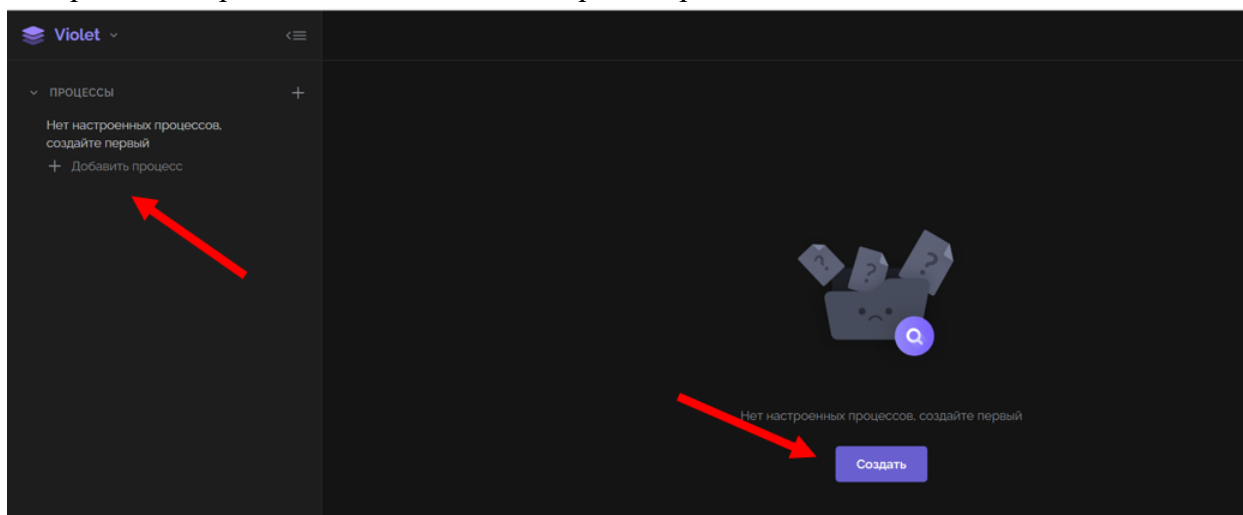 Violet
ПРОЦЕССЫ
Нет настроенных процессов,
создайте первый
+ Добавить процесс
? ? ?
Нет настроенных процессов, создайте первый
Создать